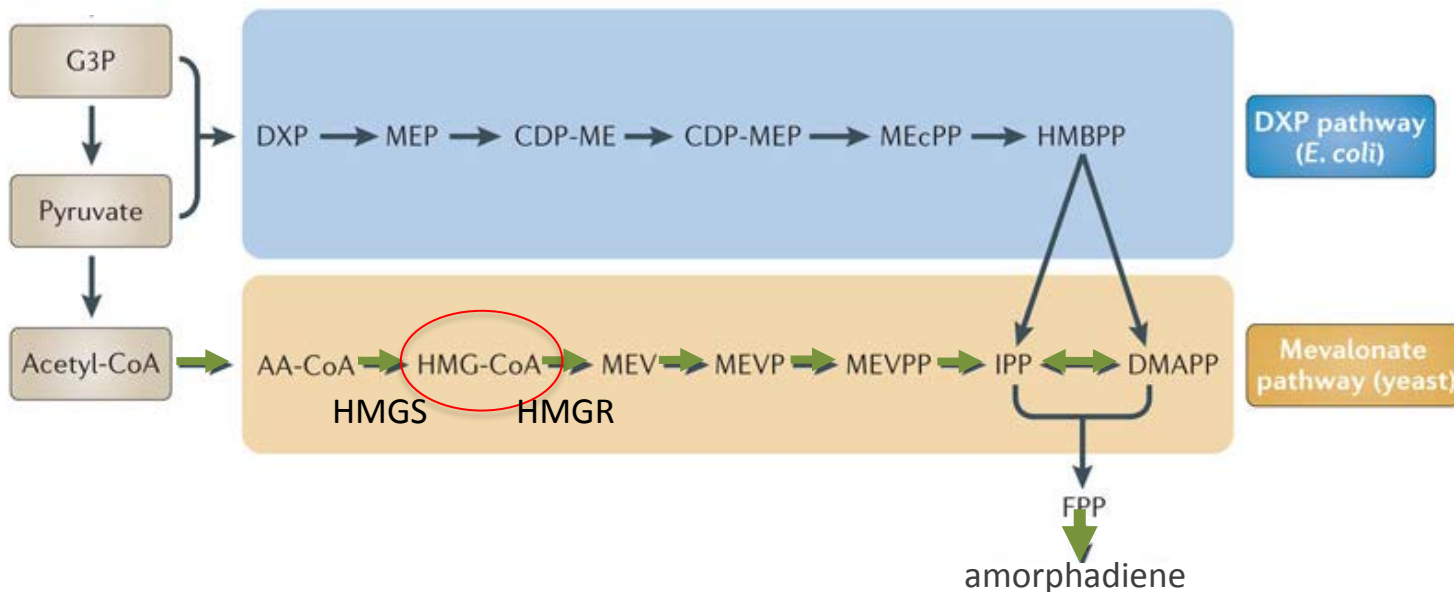 G3P
DXP MEP CDP-ME CDP-MEP MEcPP HMBPP
DXP pathway
(E. coli)
Pyruvate
Acetyl-CoA
AA-CoA HMG-CoA MEV MEVP MEVPP IPP DMAPP
Mevalonate
pathway (yeast)
HMGS HMGR
FPP
amorphadiene